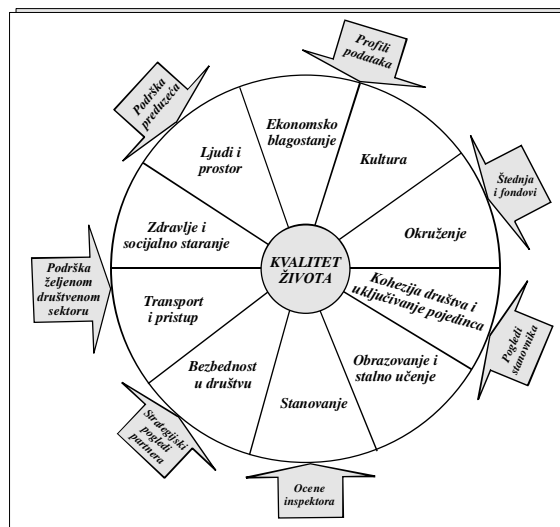 Profili
podataka
Podrška
preduzeća
Ekonomsko
blagostanje
Ljudi i
prostor
Kultura
Štednja
i fondovi
Zdravlje i
socijalno staranje
Okruženje
KVALITET
ŽIVOTA
Podrška
željenom
društvenom
sektoru
Kohezija društva i
uključivanje pojedinca
Transport
i pristup
Pogledi
stanovnika
Bezbednost
u društvu
Obrazovanje i
stalno učenje
Stanovanje
Strategijski
pogledi
partnera
Ocene
inspektora